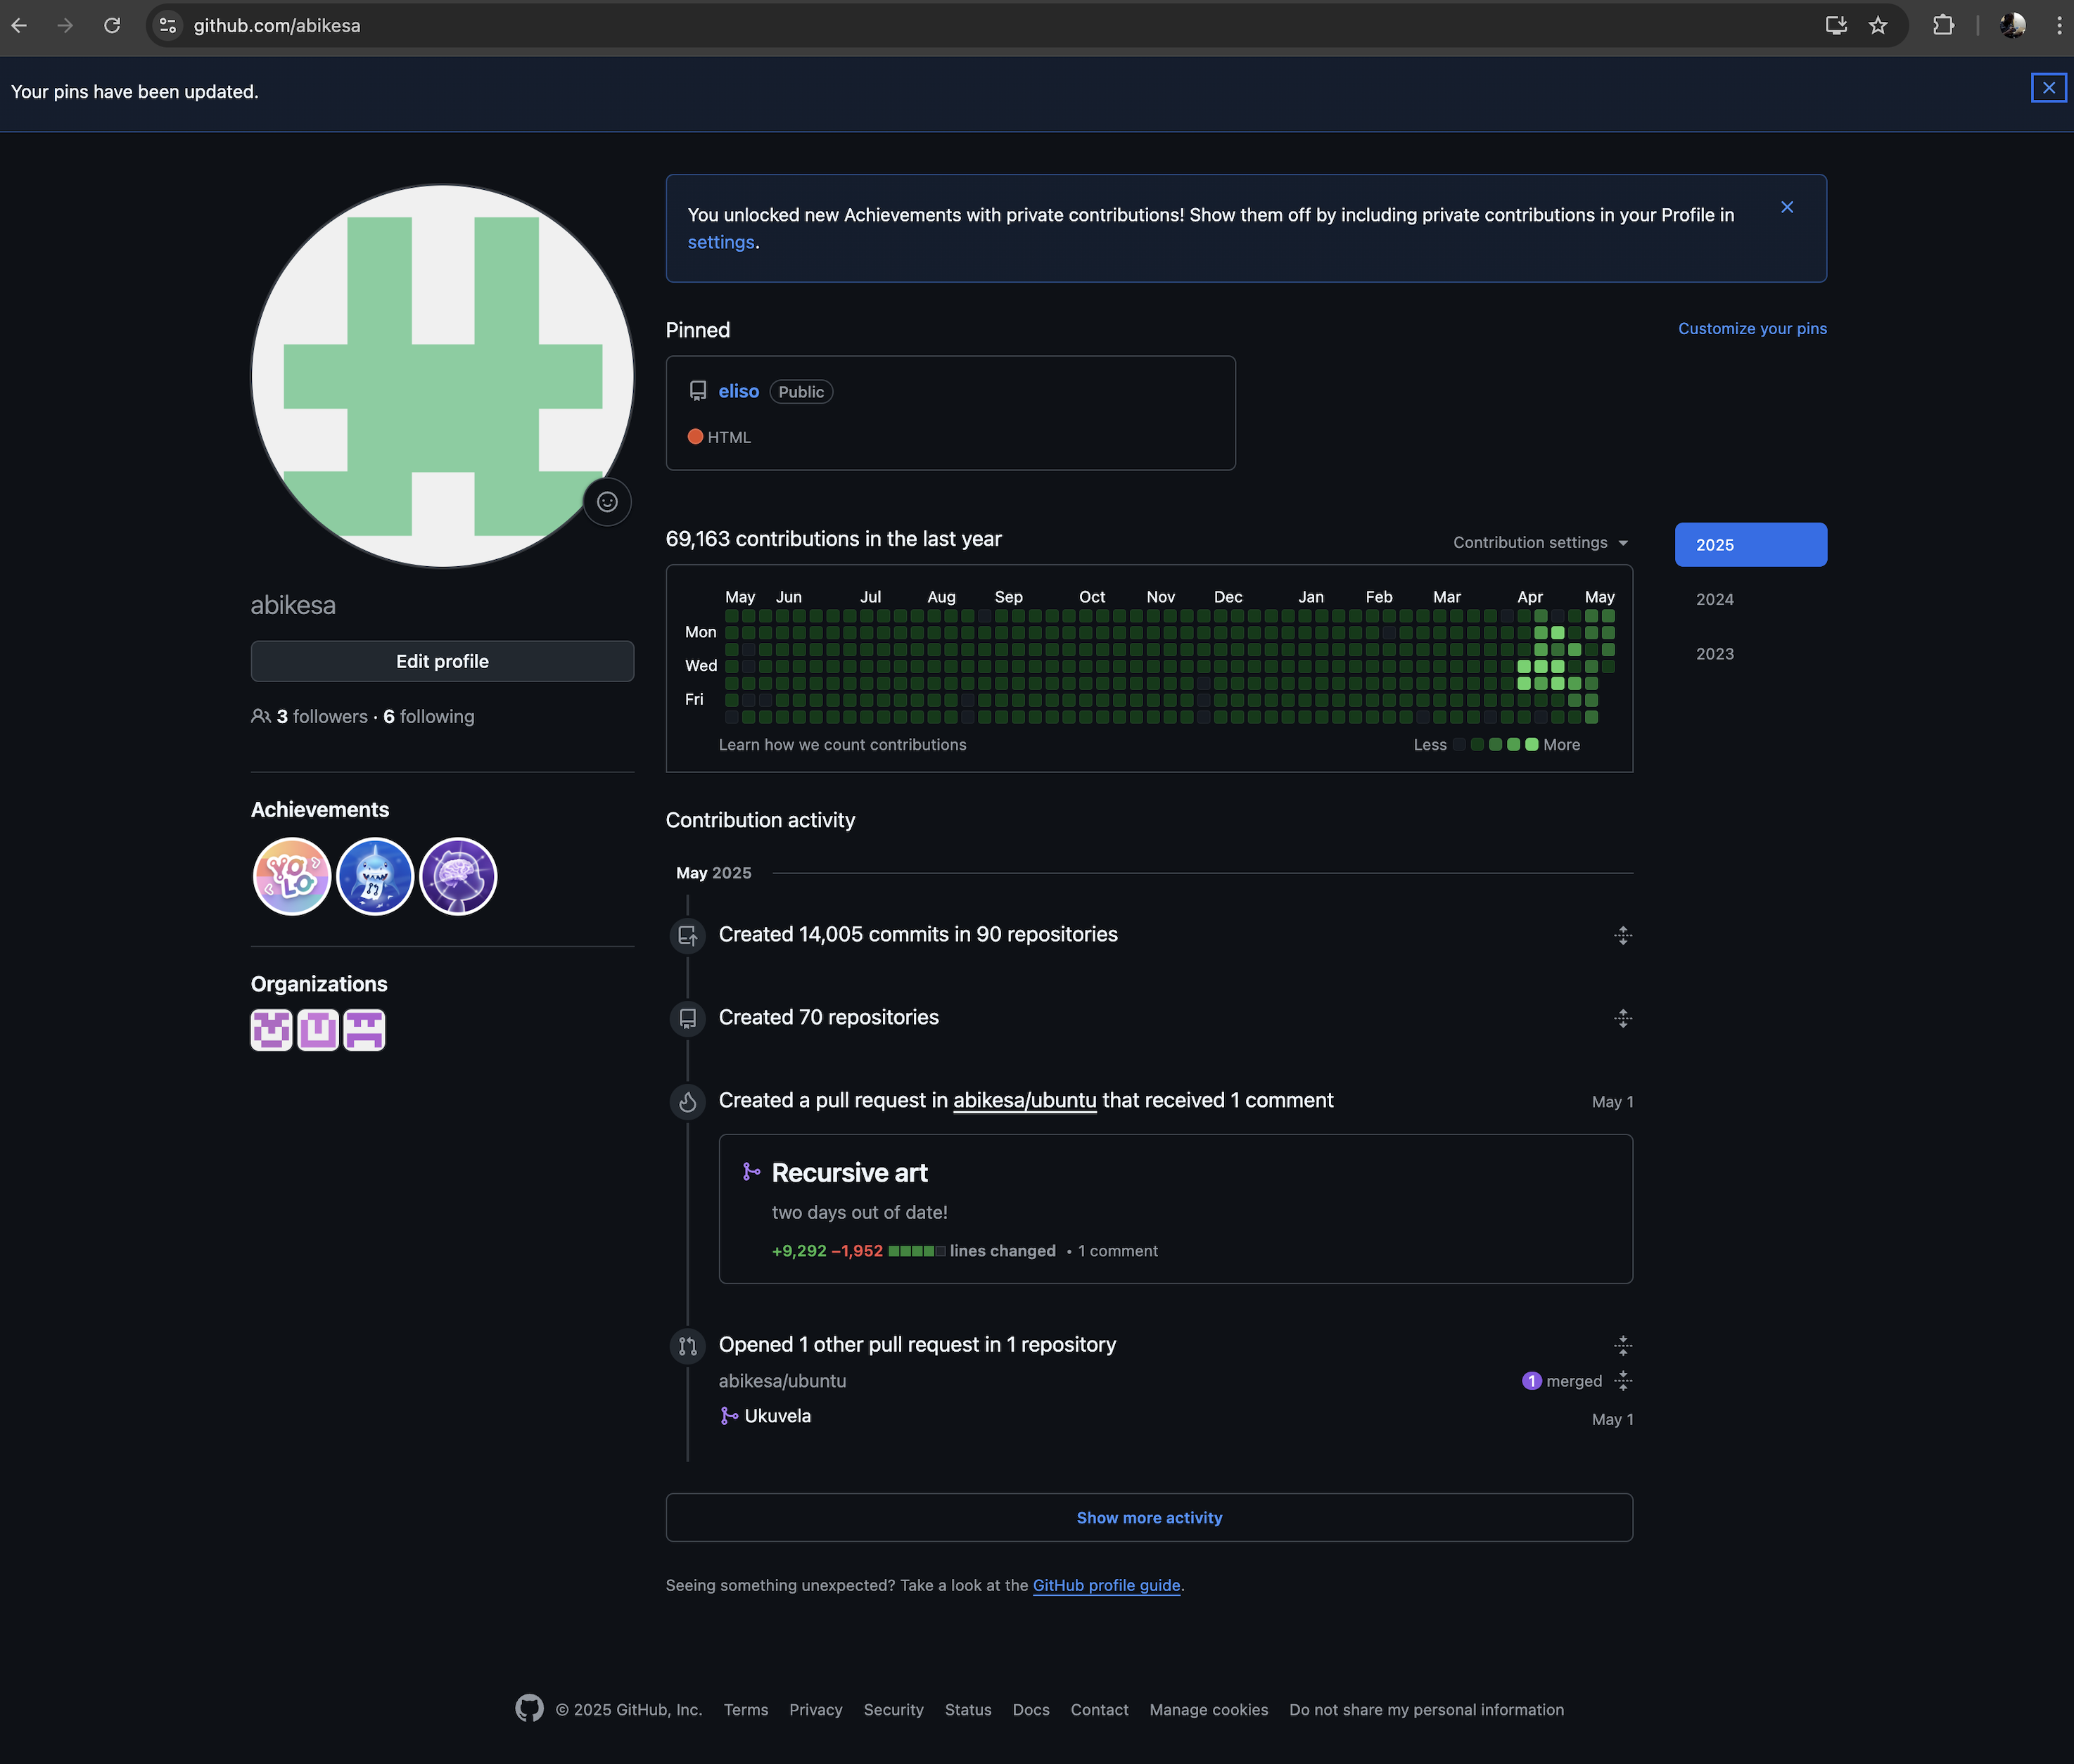 github.com/abikesa
Your pins have been updated.
You unlocked new Achievements with private contributions! Show them off by including private contributions in your Profile in
settings.
Pinned
Customize your pins
eliso Public
HTML
abikesa
Edit profile
3 followers · 6 following
Achievements
YOLO
Organizations
69,163 contributions in the last year
Contribution settings
2025
2024
2023
May Jun Jul Aug Sep Oct Nov Dec Jan Feb Mar Apr May
Mon
Wed
Fri
Learn how we count contributions
Less More
Contribution activity
May 2025
Created 14,005 commits in 90 repositories
Created 70 repositories
Created a pull request in abikesa/ubuntu that received 1 comment May 1
Recursive art
two days out of date!
+9,292 −1,952 lines changed • 1 comment
Opened 1 other pull request in 1 repository
abikesa/ubuntu 1 merged
Ukuvela May 1
Show more activity
Seeing something unexpected? Take a look at the GitHub profile guide.
© 2025 GitHub, Inc. Terms Privacy Security Status Docs Contact Manage cookies Do not share my personal information